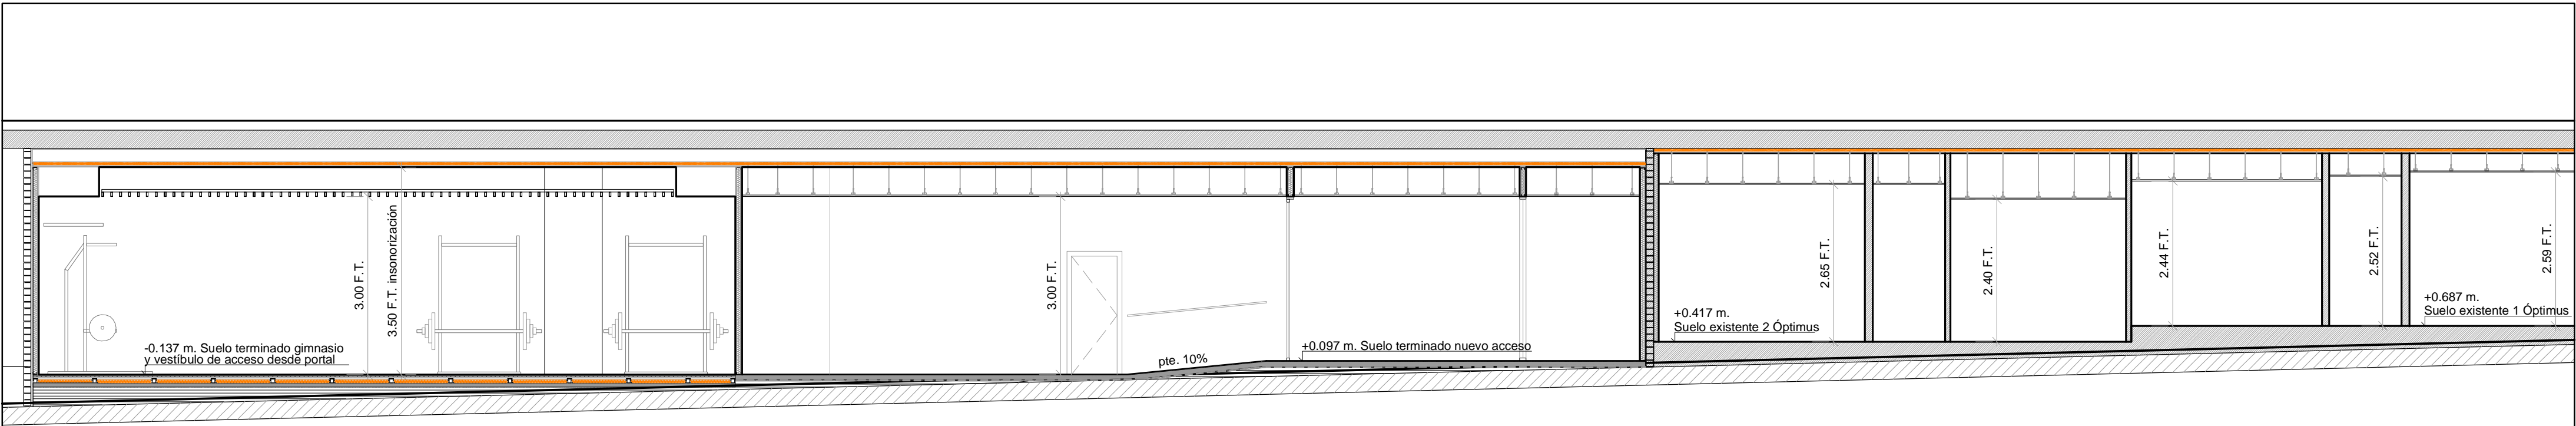 -0.137 m. Suelo terminado gimnasio
y vestíbulo de acceso desde portal
3.00 F.T.
3.50 F.T. insonorización
3.00 F.T.
pte. 10%
+0.097 m. Suelo terminado nuevo acceso
+0.417 m.
Suelo existente 2 Óptimus
2.65 F.T.
2.40 F.T.
2.44 F.T.
2.52 F.T.
+0.687 m.
Suelo existente 1 Óptimus
2.59 F.T.